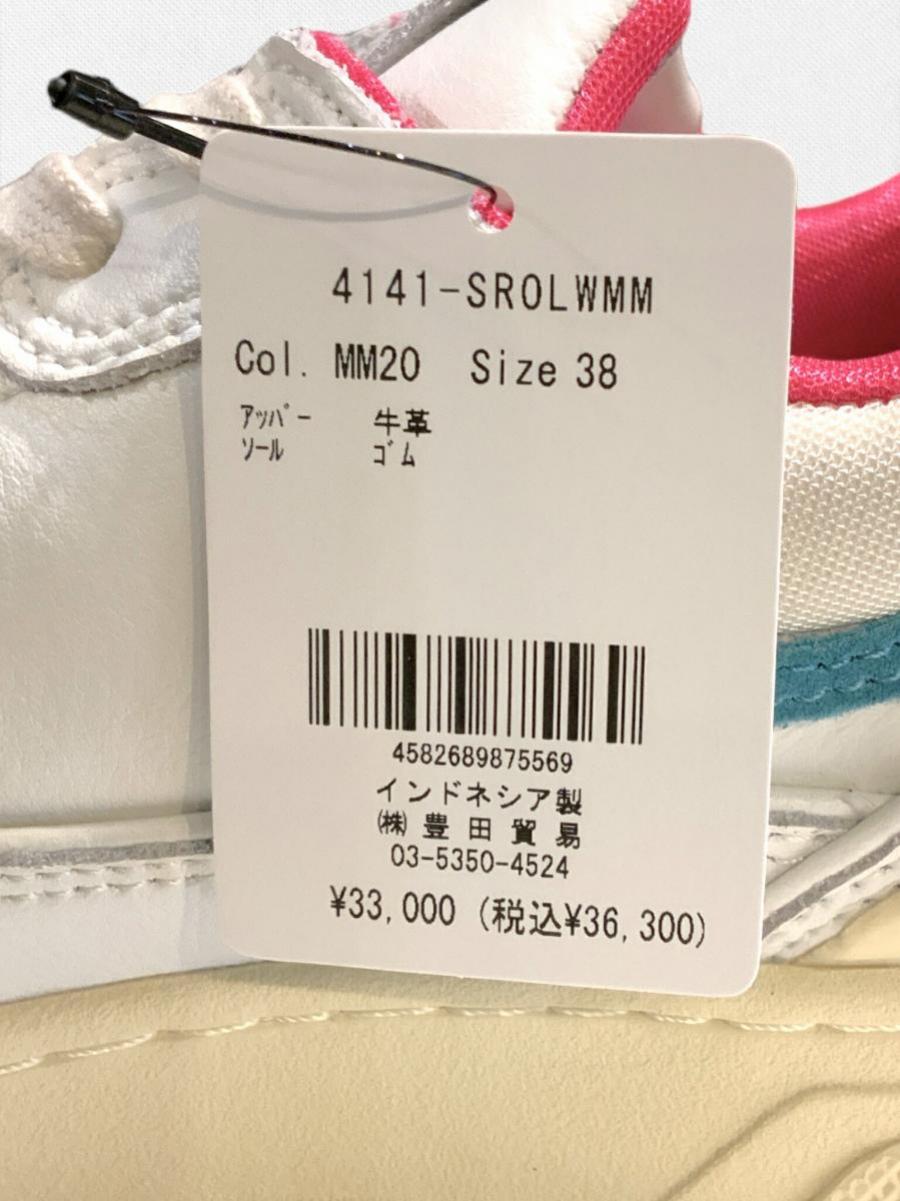 4141-SROLWMM
Col. MM20 Size 38
ｱｯﾊﾟｰ 牛革
ｿｰﾙ ｺﾞﾑ
4582689875569
インドネシア製
㈱ 豊田貿易
03-5350-4524
¥33,000 (税込¥36,300)